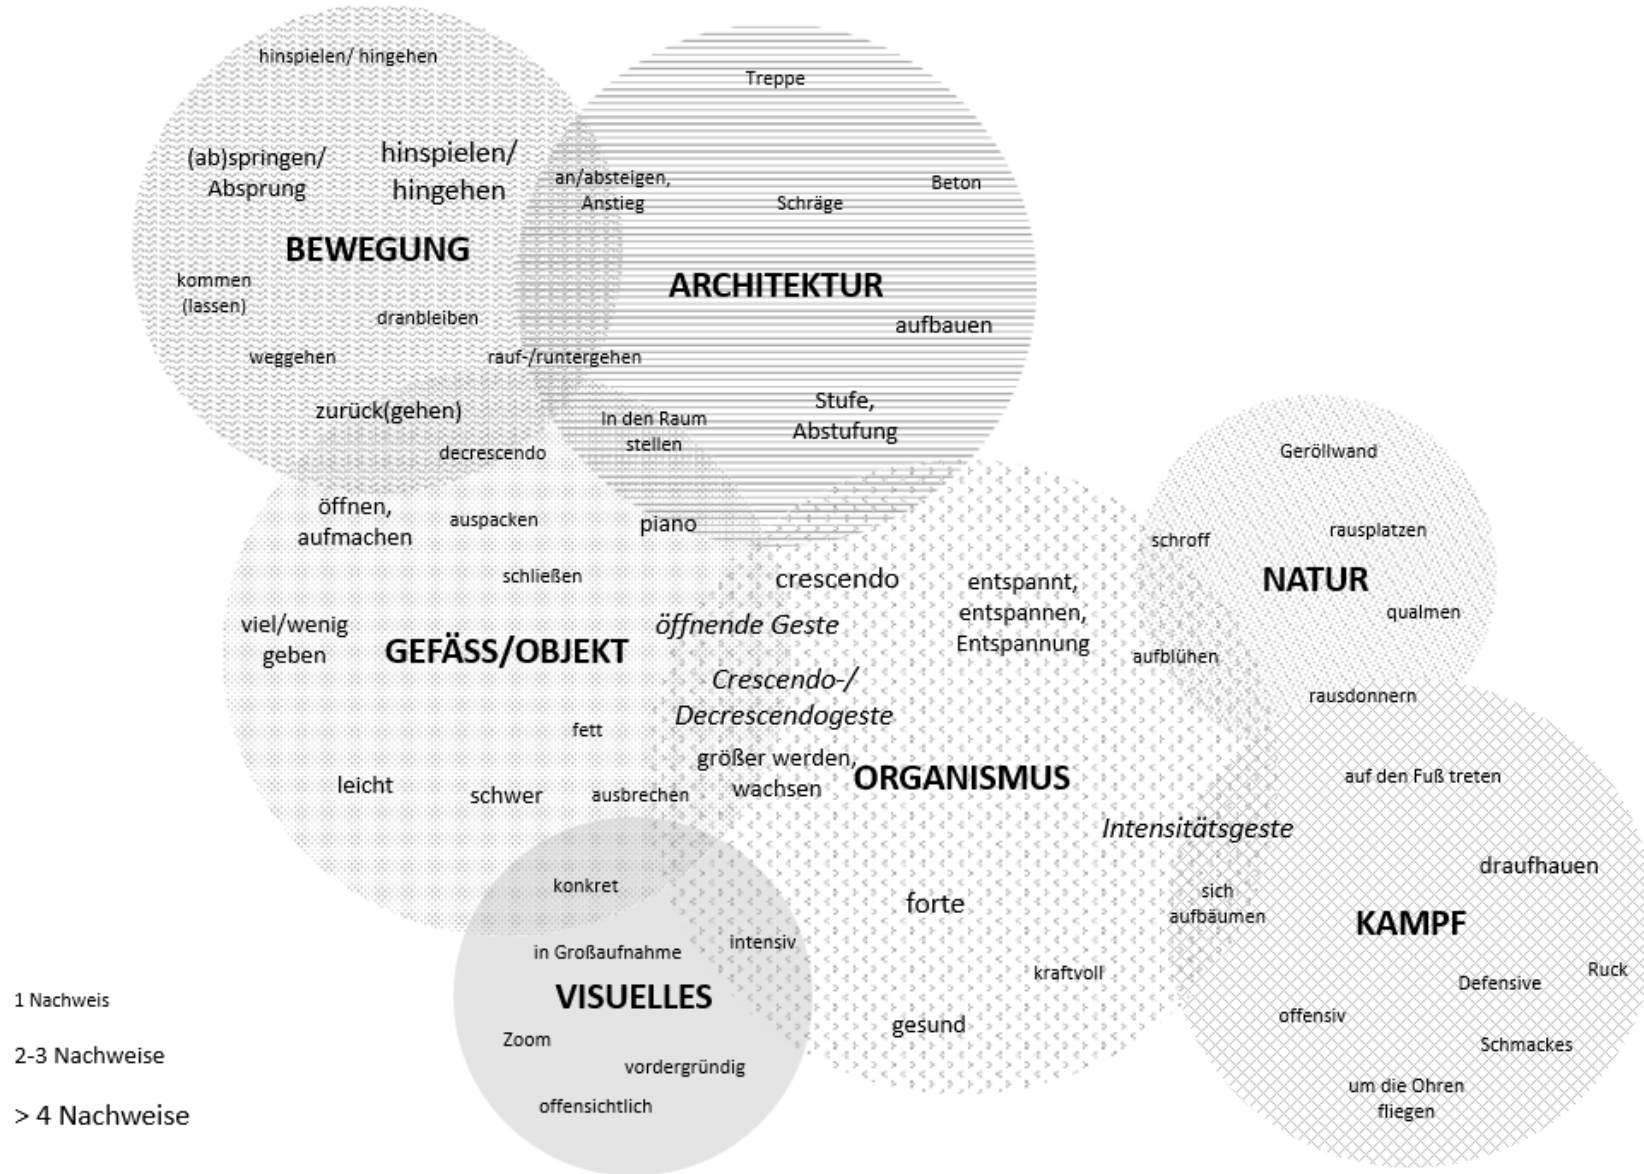 hinspielen/ hingehen
Treppe
(ab)springen/
Absprung
hinspielen/
hingehen
an/absteigen,
Anstieg
Schräge
Beton
BEWEGUNG
ARCHITEKTUR
kommen
(lassen)
dranbleiben
aufbauen
weggehen
rauf-/runtergehen
zurück(gehen)
In den Raum
stellen
Stufe,
Abstufung
decrescendo
Geröllwand
öffnen,
aufmachen
auspacken
piano
schroff
rausplatzen
schließen
crescendo
entspannt,
entspannen,
Entspannung
NATUR
qualmen
viel/wenig
geben
GEFÄSS/OBJEKT
öffnende Geste
aufblühen
Crescendo-/
Decrescendogeste
rausdonnern
fett
größer werden,
wachsen
ORGANISMUS
auf den Fuß treten
leicht
schwer
ausbrechen
Intensitätsgeste
draufhauen
konkret
forte
sich
aufbäumen
KAMPF
in Großaufnahme
intensiv
kraftvoll
Ruck
Defensive
VISUELLES
gesund
offensiv
Zoom
Schmackes
vordergründig
um die Ohren
fliegen
offensichtlich
1 Nachweis
2-3 Nachweise
> 4 Nachweise